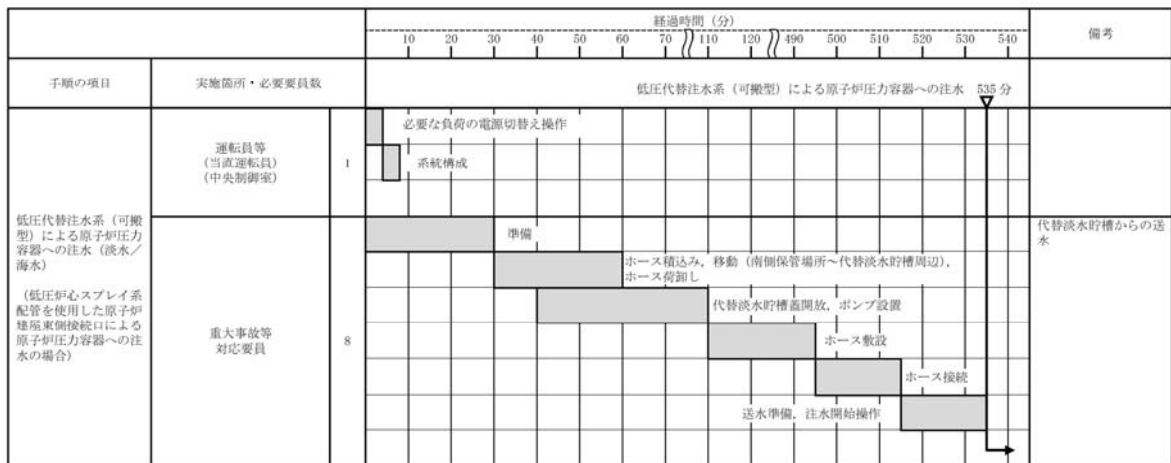 経過時間（分）
備考
10 20 30 40 50 60 70 110 120 490 500 510 520 530 540
手順の項目
実施箇所・必要要員数
低圧代替注水系（可搬型）による原子炉圧力容器への注水 535 分
低圧代替注水系（可搬
型）による原子炉圧力
容器への注水（淡水／
海水）
（低圧炉心スプレイ系
配管を使用した原子炉
建屋東側接続口による
原子炉圧力容器への注
水の場合）
運転員等
（当直運転員）
（中央制御室）
1
必要な負荷の電源切替え操作
系統構成
重大事故等
対応要員
8
準備
ホース積込み，移動（南側保管場所～代替淡水貯槽周辺），
ホース荷卸し
代替淡水貯槽蓋開放，ポンプ設置
ホース敷設
ホース接続
送水準備，注水開始操作
代替淡水貯槽からの送
水